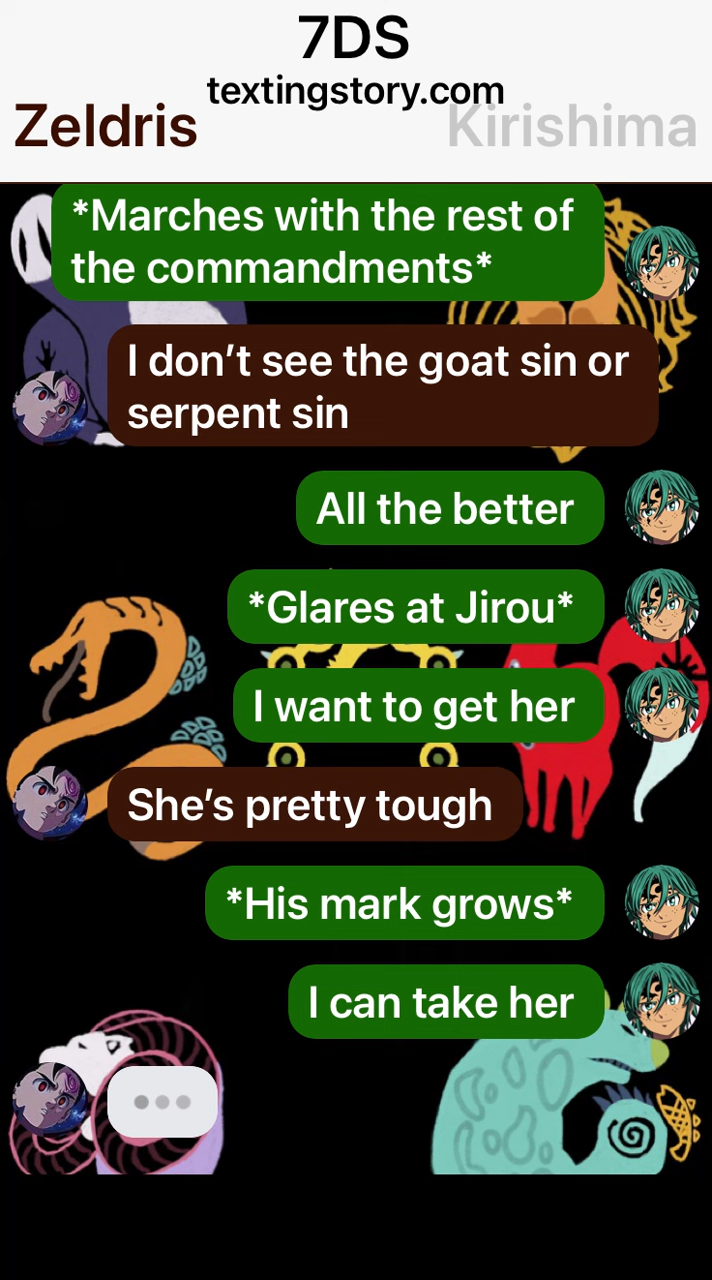 7DS
textingstory.com
Zeldris
Kirishima
*Marches with the rest of
the commandments*
I don’t see the goat sin or
serpent sin
All the better
*Glares at Jirou*
I want to get her
She’s pretty tough
*His mark grows*
I can take her